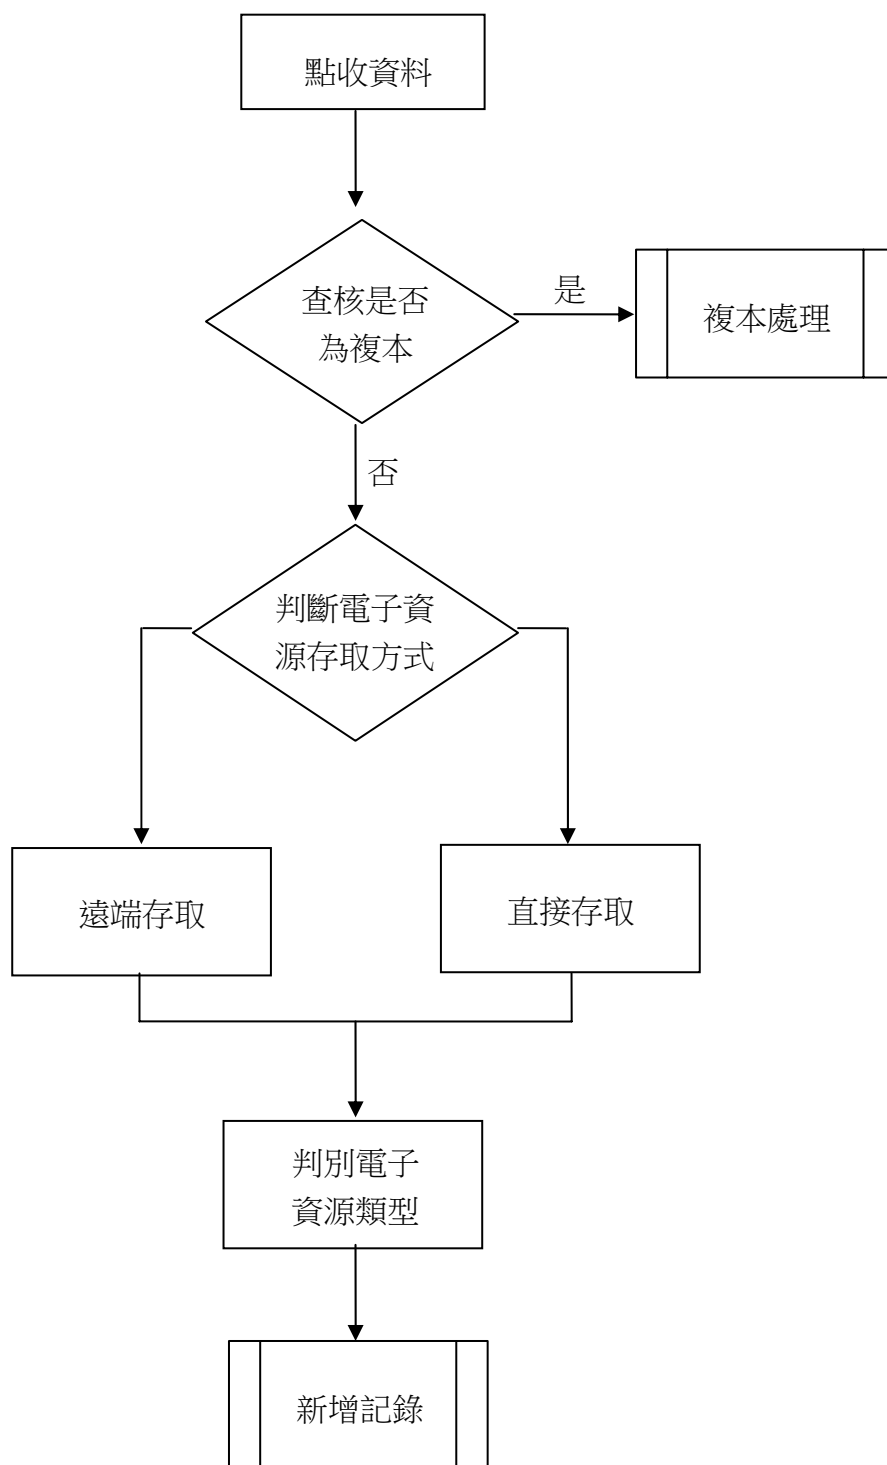 點收資料
查核是否
為複本
是
複本處理
否
判斷電子資
源存取方式
遠端存取
直接存取
判別電子
資源類型
新增記錄